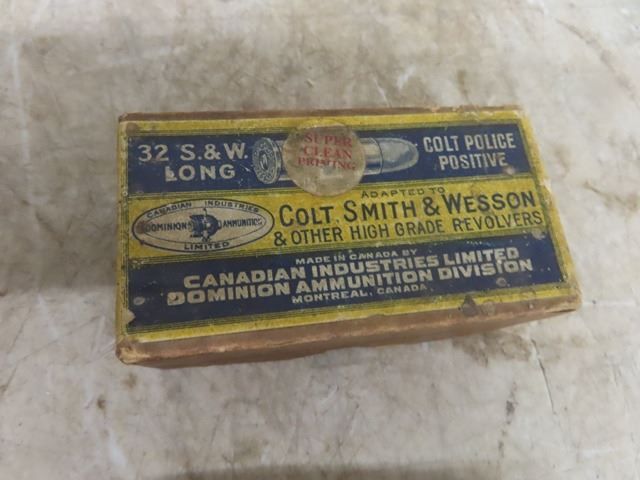 32 S.&W.
LONG
SUPER
CLEAN
PRIMING
COLT POLICE
POSITIVE
CANADIAN INDUSTRIES
DOMINION D AMMUNITION
LIMITED
ADAPTED TO
COLT, SMITH & WESSON
& OTHER HIGH GRADE REVOLVERS
MADE IN CANADA BY
CANADIAN INDUSTRIES LIMITED
DOMINION AMMUNITION DIVISION
MONTREAL, CANADA